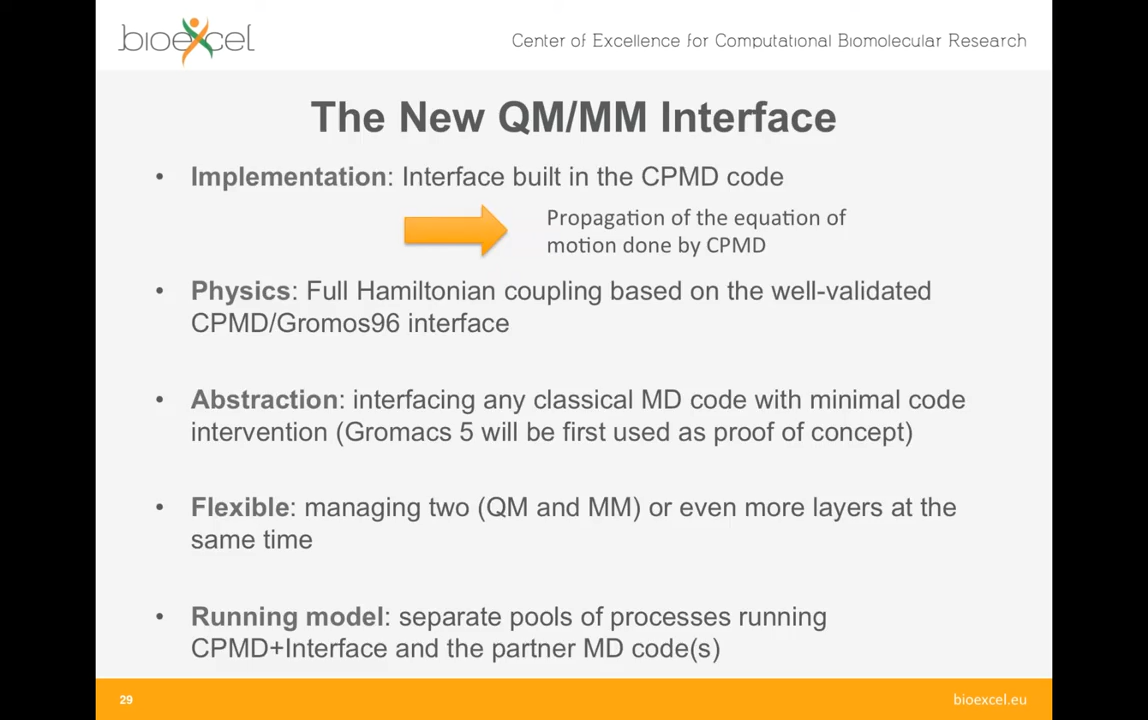 bioexcel
Center of Excellence for Computational Biomolecular Research
The New QM/MM Interface
• Implementation: Interface built in the CPMD code
Propagation of the equation of
motion done by CPMD
• Physics: Full Hamiltonian coupling based on the well-validated
CPMD/Gromos96 interface
• Abstraction: interfacing any classical MD code with minimal code
intervention (Gromacs 5 will be first used as proof of concept)
• Flexible: managing two (QM and MM) or even more layers at the
same time
• Running model: separate pools of processes running
CPMD+Interface and the partner MD code(s)
29
bioexcel.eu